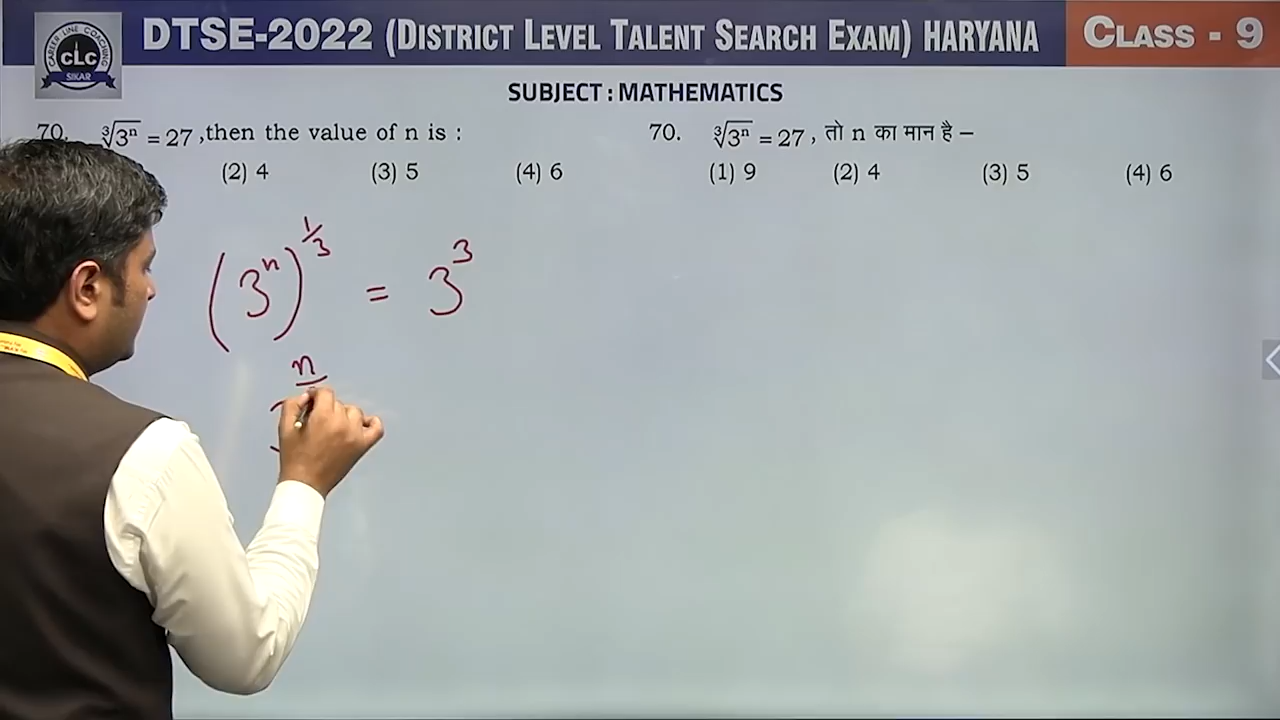 CAREER LINE COACHING
CLC
SIKAR
DTSE-2022 (DISTRICT LEVEL TALENT SEARCH EXAM) HARYANA
CLASS - 9
SUBJECT : MATHEMATICS
70. ∛3ⁿ = 27 ,then the value of n is :
(2) 4 (3) 5 (4) 6
70. ∛3ⁿ = 27 , तो n का मान है –
(1) 9 (2) 4 (3) 5 (4) 6
(3ⁿ)^1/3 = 3³
n